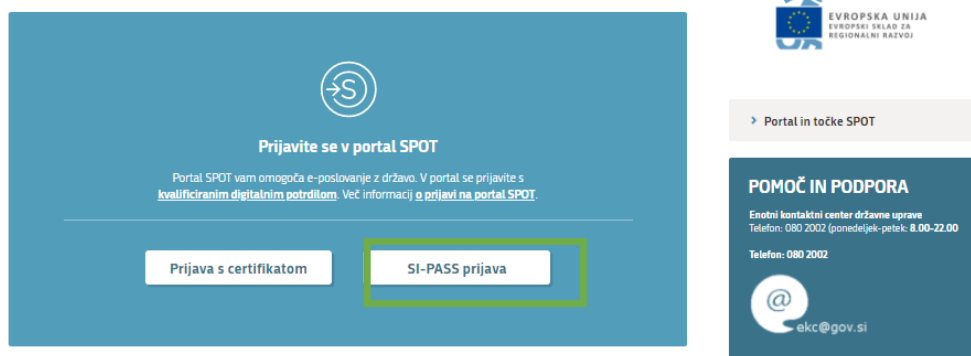 EVROPSKA UNIJA
EVROPSKI SKLAD ZA
REGIONALNI RAZVOJ
S
Prijavite se v portal SPOT
Portal SPOT vam omogoča e-poslovanje z državo. V portal se prijavite s
kvalificiranim digitalnim potrdilom. Več informacij o prijavi na portal SPOT.
Prijava s certifikatom
SI-PASS prijava
> Portal in točke SPOT
POMOČ IN PODPORA
Enotni kontaktni center državne uprave
Telefon: 080 2002 (ponedeljek-petek: 8.00-22.00
Telefon: 080 2002
@
ekc@gov.si